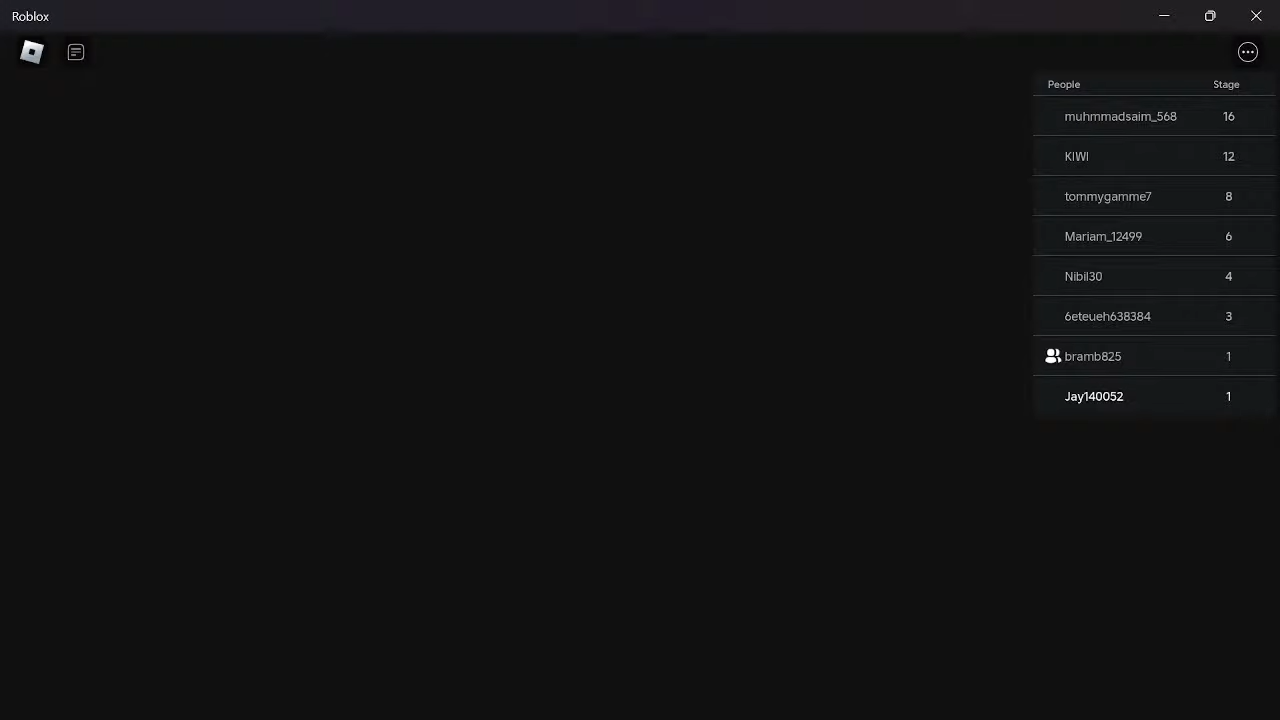 Roblox
People Stage
muhmmadsaim_568 16
KIWI 12
tommygamme7 8
Mariam_12499 6
Nibil30 4
6eteueh638384 3
bramb825 1
Jay140052 1